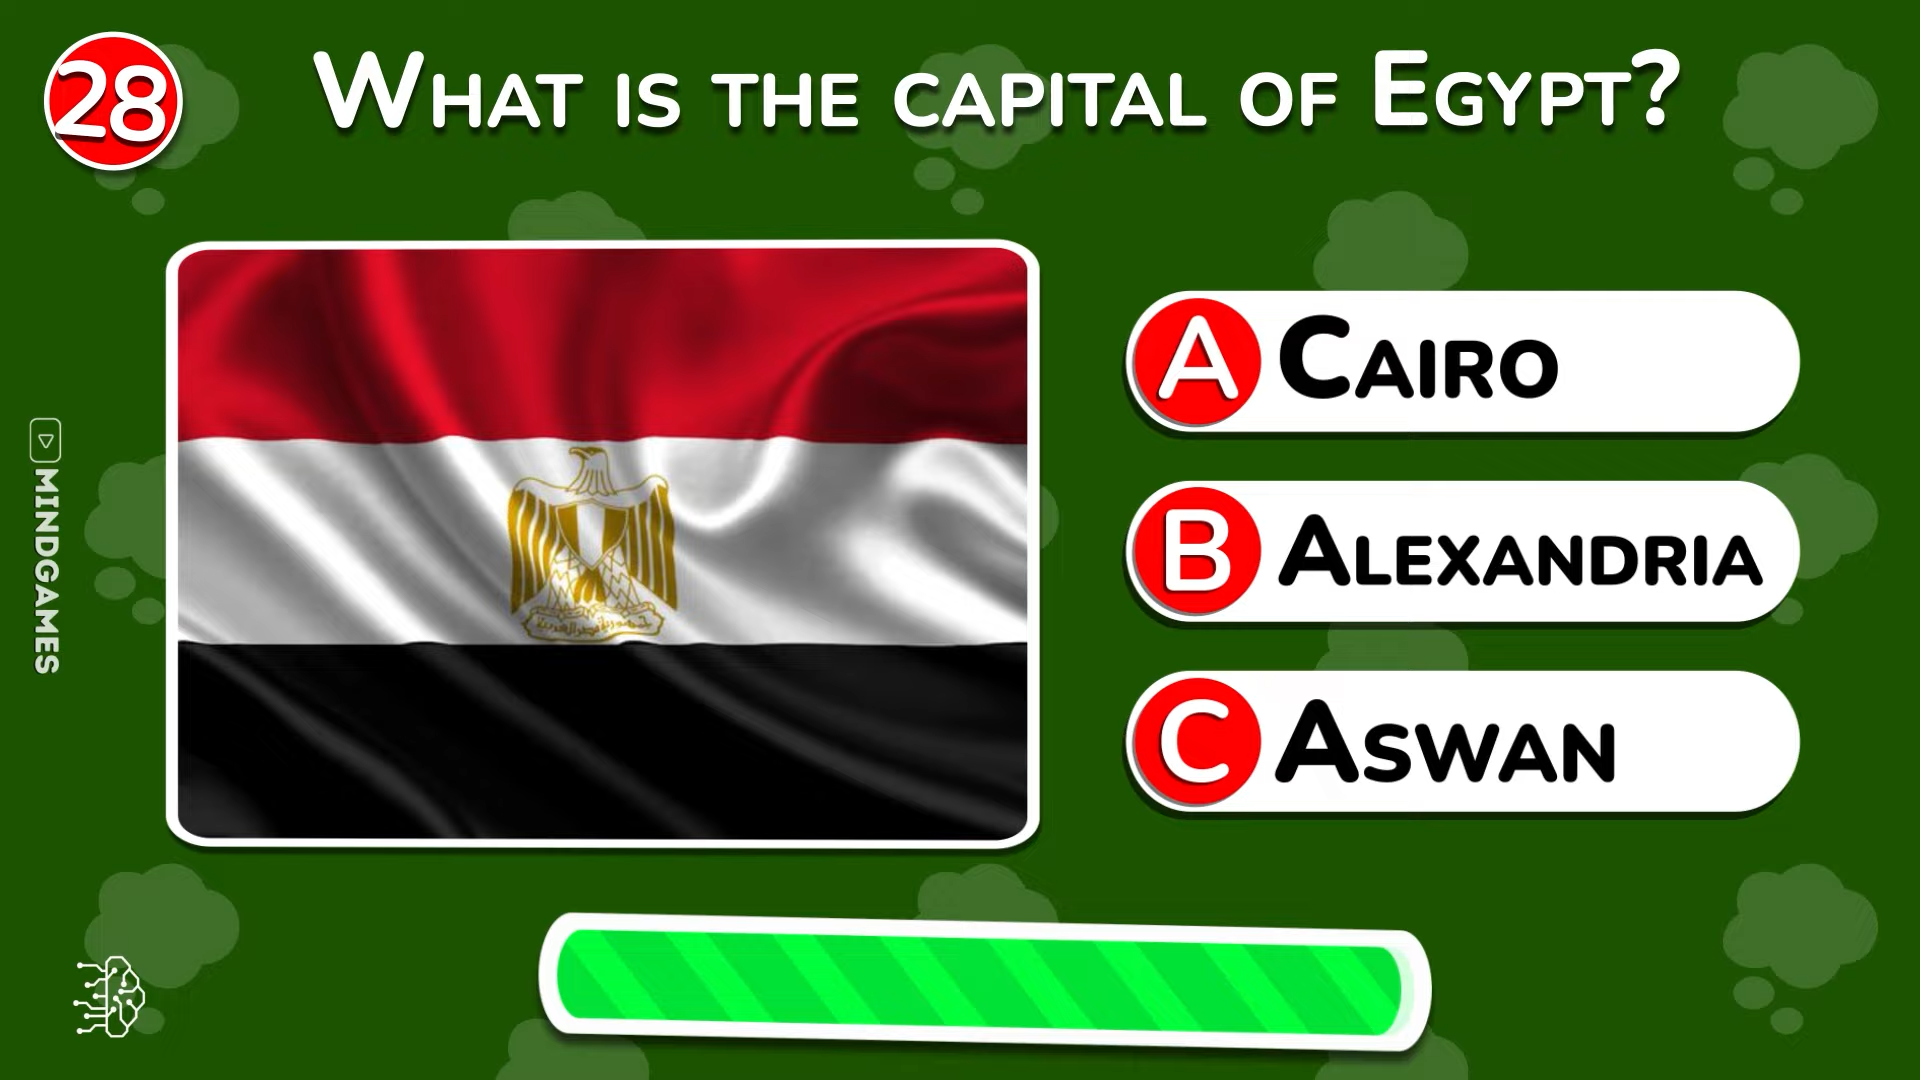 28
What is the capital of Egypt?
A Cairo
B Alexandria
C Aswan
MINDGAMES